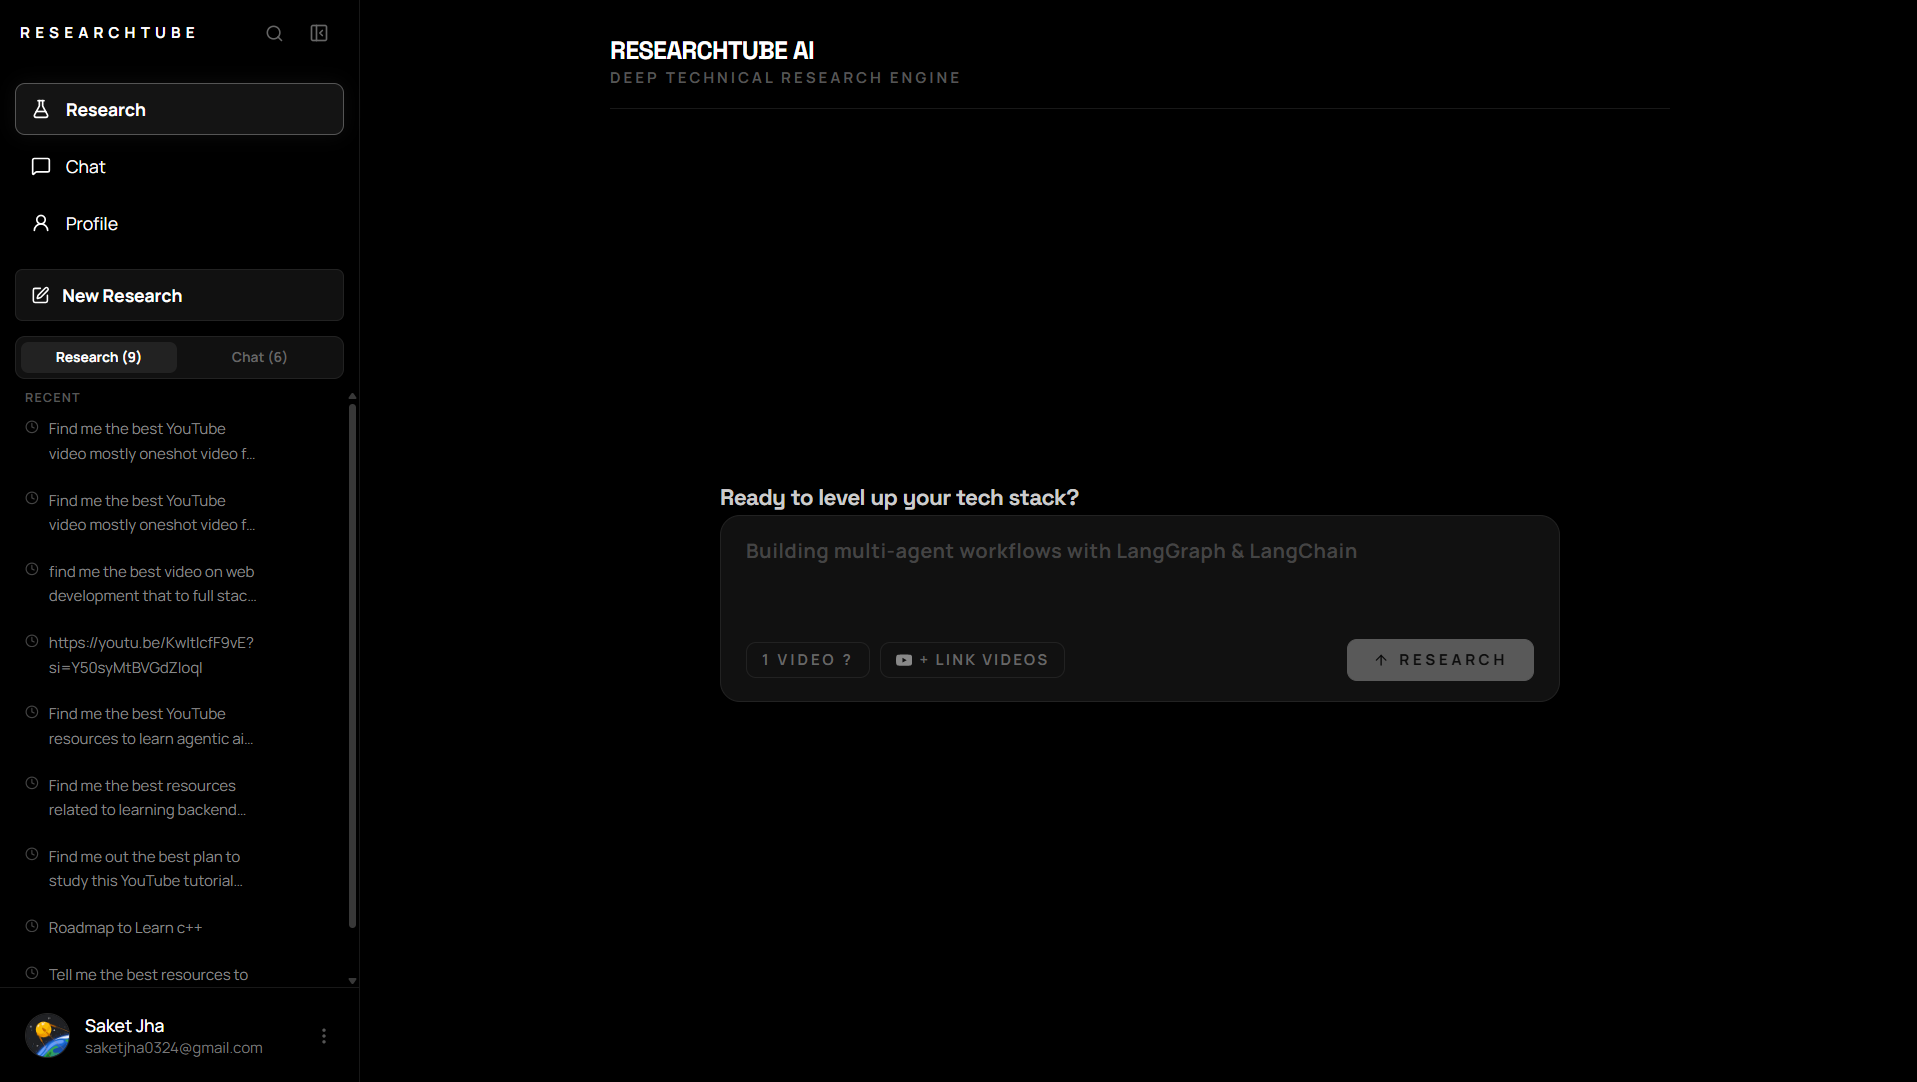 RESEARCHTUBE
Research
Chat
Profile
New Research
Research (9)
Chat (6)
RECENT
Find me the best YouTube
video mostly oneshot video f...
Find me the best YouTube
video mostly oneshot video f...
find me the best video on web
development that to full stac...
https://youtu.be/KwltlcfF9vE?
si=Y50syMtBVGdZloql
Find me the best YouTube
resources to learn agentic ai...
Find me the best resources
related to learning backend...
Find me out the best plan to
study this YouTube tutorial...
Roadmap to Learn c++
Tell me the best resources to
Saket Jha
saketjha0324@gmail.com
RESEARCHTUBE AI
DEEP TECHNICAL RESEARCH ENGINE
Ready to level up your tech stack?
Building multi-agent workflows with LangGraph & LangChain
1 VIDEO ?
+ LINK VIDEOS
RESEARCH